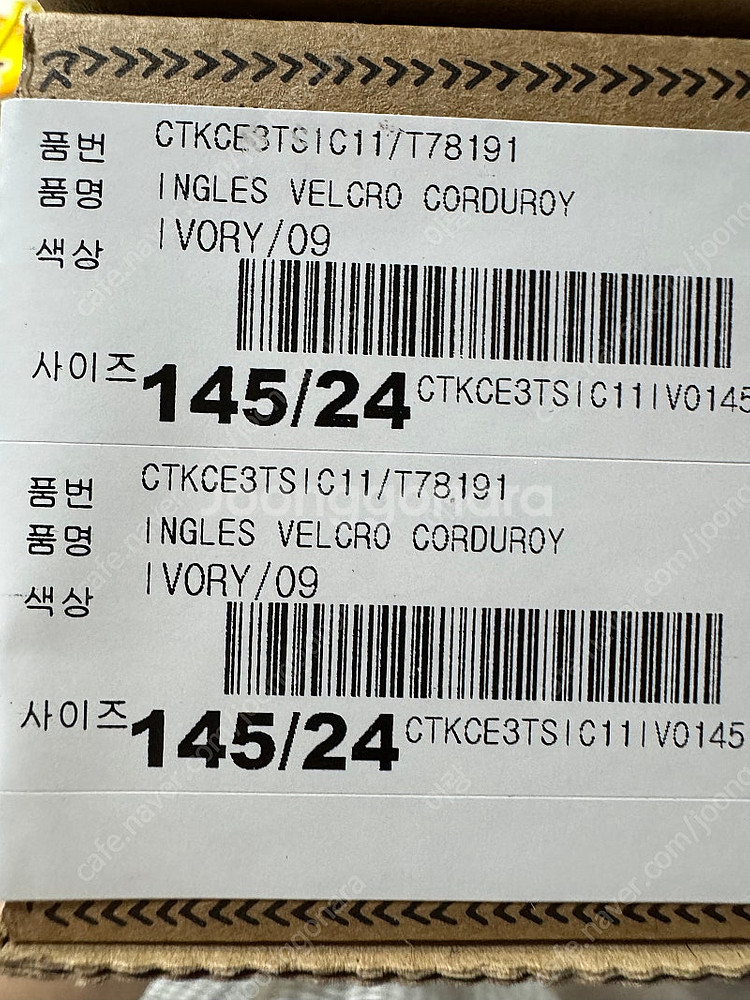 품번 CTKCE3TSIC11/T78191
품명 INGLES VELCRO CORDUROY
색상 IVORY/09
사이즈 145/24 CTKCE3TSIC11IV0145
품번 CTKCE3TSIC11/T78191
품명 INGLES VELCRO CORDUROY
색상 IVORY/09
사이즈 145/24 CTKCE3TSIC11IV0145
Joonggonara